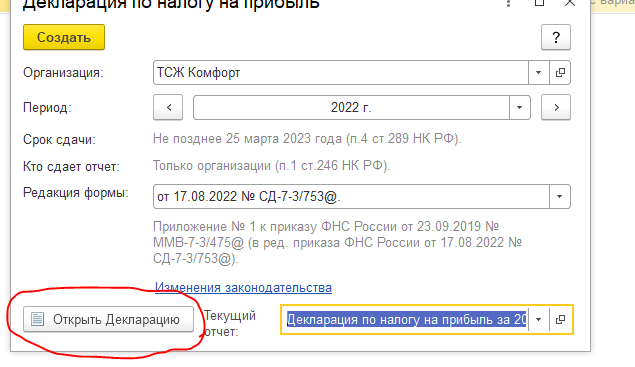 Декларация по налогу на прибыль
Создать
?
Организация:
ТСЖ Комфорт
Период:
<
2022 г.
>
Срок сдачи:
Не позднее 25 марта 2023 года (п.4 ст.289 НК РФ).
Кто сдает отчет:
Только организации (п.1 ст.246 НК РФ).
Редакция формы:
от 17.08.2022 № СД-7-3/753@.
Приложение № 1 к приказу ФНС России от 23.09.2019 №
ММВ-7-3/475@ (в ред. приказа ФНС России от 17.08.2022 №
СД-7-3/753@).
Изменения законодательства
Открыть Декларацию
Текущий
отчет:
Декларация по налогу на прибыль за 20